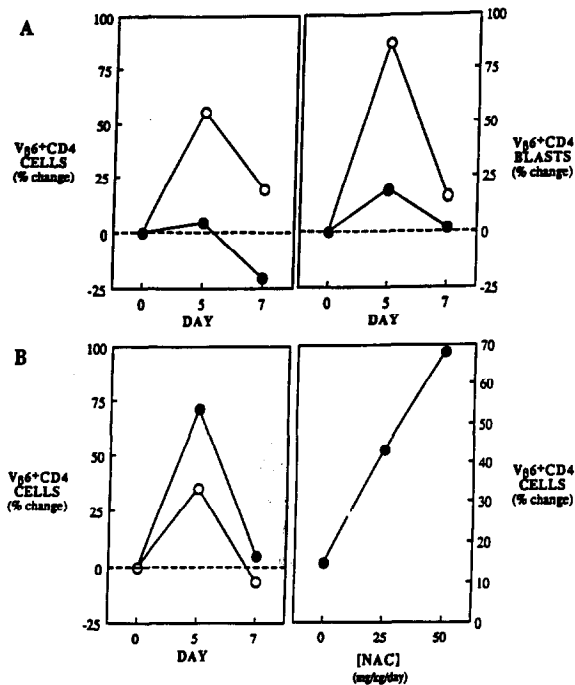 A
100
75
50
25
0
-25
Vβ6+CD4
CELLS
(% change)
0 5 7
DAY
100
75
50
25
0
-25
Vβ6+CD4
BLASTS
(% change)
0 5 7
DAY
B
100
75
50
25
0
-25
Vβ6+CD4
CELLS
(% change)
0 5 7
DAY
70
60
50
40
30
20
10
0
Vβ6+CD4
CELLS
(% change)
0 25 50
[NAC]
(mg/kg/day)